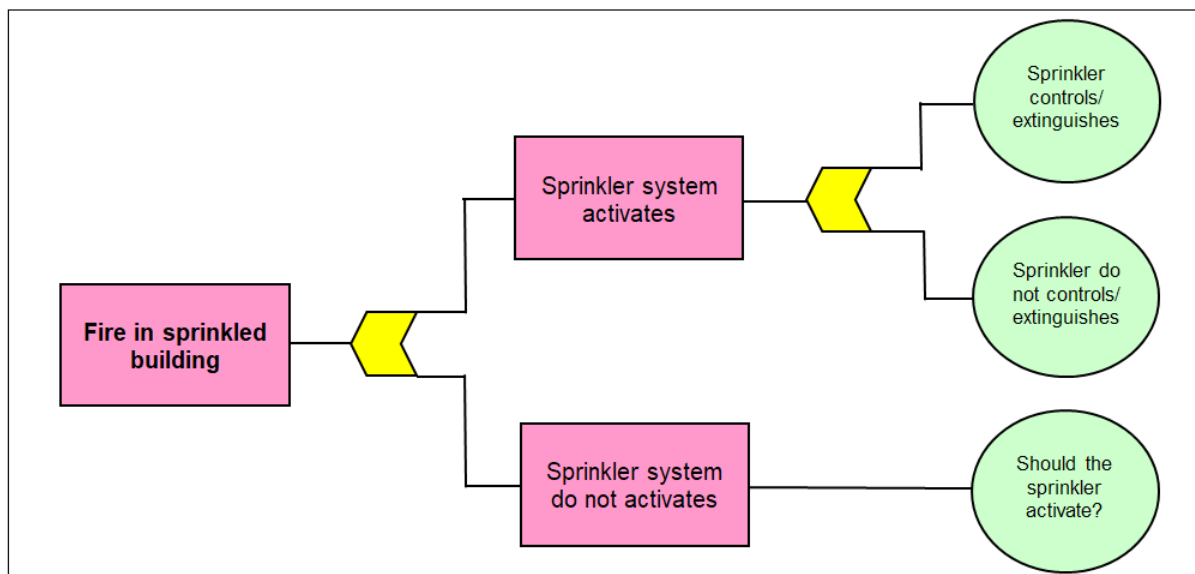 Sprinkler
controls/
extinguishes
Sprinkler system
activates
Sprinkler do
not controls/
extinguishes
Fire in sprinkled
building
Sprinkler system
do not activates
Should the
sprinkler
activate?